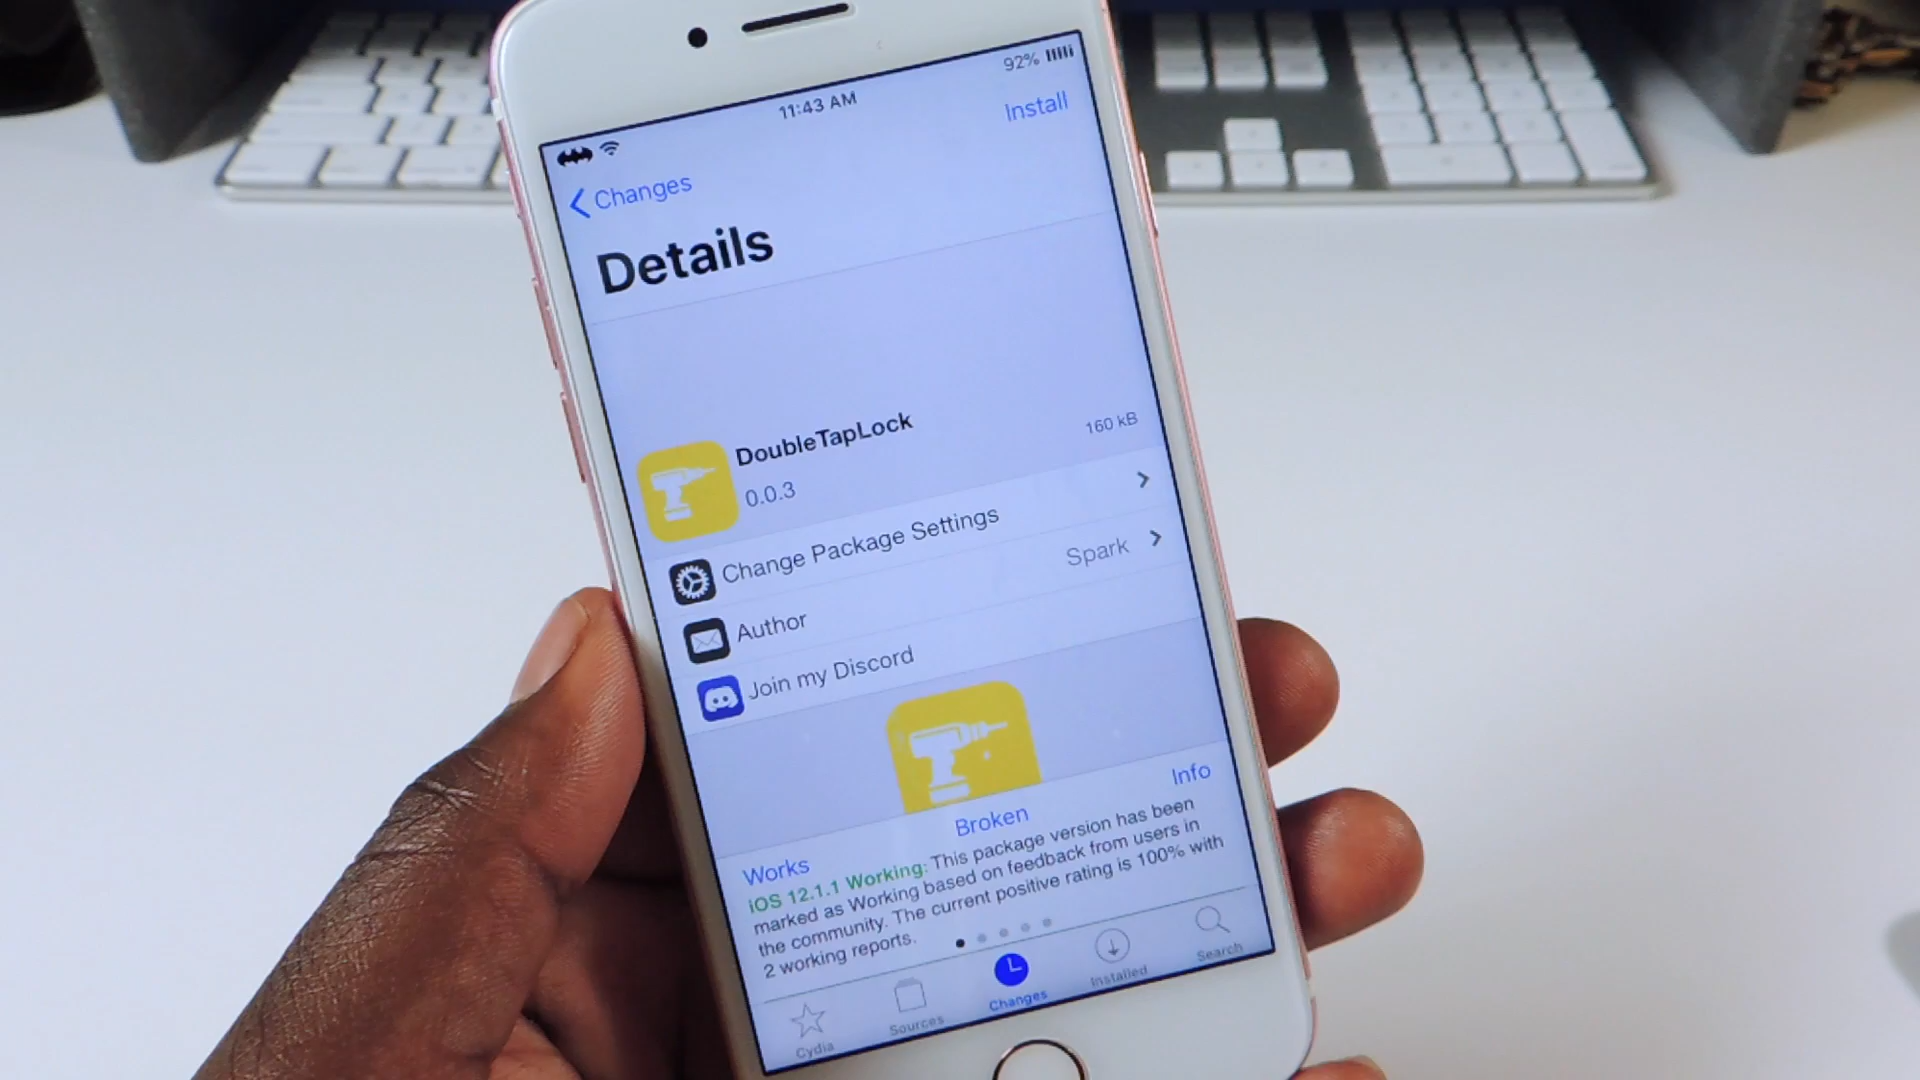 11:43 AM
92%
Changes
Install
Details
DoubleTapLock
160 kB
0.0.3
Change Package Settings
Author
Spark
Join my Discord
Works
Broken
Info
iOS 12.1.1 Working: This package version has been
marked as Working based on feedback from users in
the community. The current positive rating is 100% with
2 working reports.
Cydia
Sources
Changes
Installed
Search